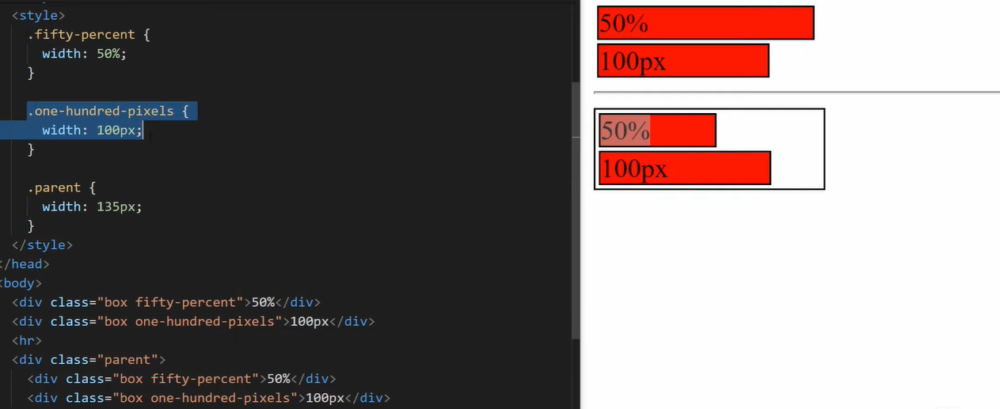 <style>
.fifty-percent {
width: 50%;
}
.one-hundred-pixels {
width: 100px;
}
.parent {
width: 135px;
}
</style>
</head>
<body>
<div class="box fifty-percent">50%</div>
<div class="box one-hundred-pixels">100px</div>
<hr>
<div class="parent">
<div class="box fifty-percent">50%</div>
<div class="box one-hundred-pixels">100px</div>
50%
100px
50%
100px